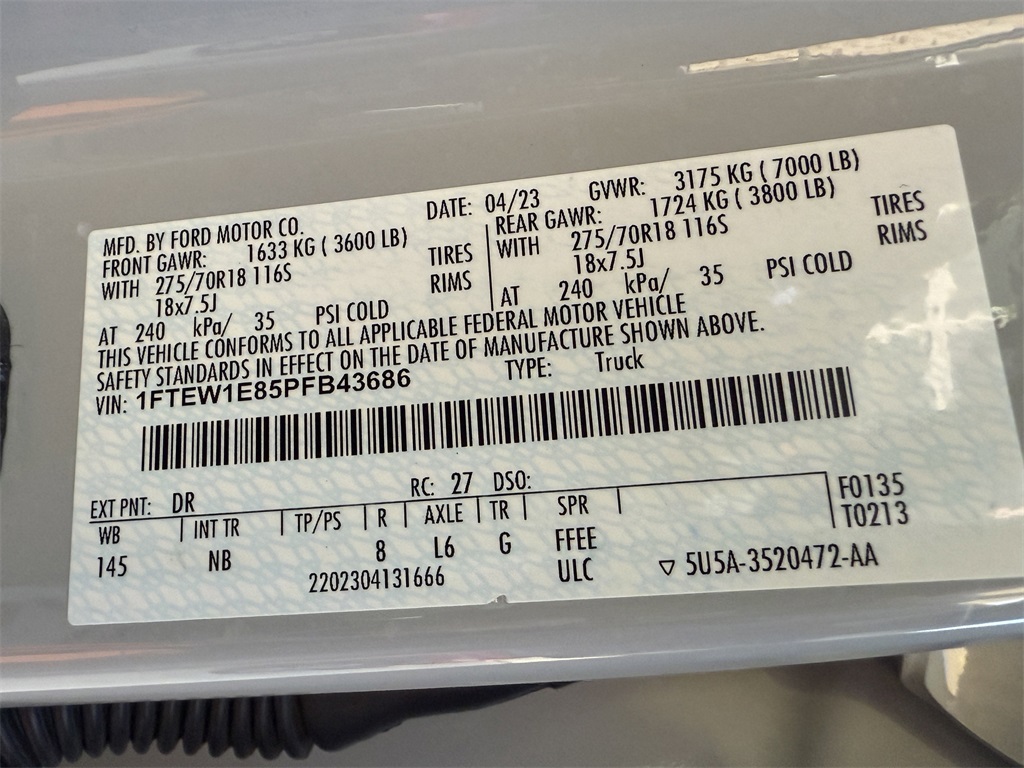 MFD. BY FORD MOTOR CO. DATE: 04/23 GVWR: 3175 KG ( 7000 LB)
FRONT GAWR: 1633 KG ( 3600 LB) REAR GAWR: 1724 KG ( 3800 LB)
WITH 275/70R18 116S TIRES WITH 275/70R18 116S TIRES
18x7.5J RIMS 18x7.5J RIMS
AT 240 kPa/ 35 PSI COLD AT 240 kPa/ 35 PSI COLD
THIS VEHICLE CONFORMS TO ALL APPLICABLE FEDERAL MOTOR VEHICLE
SAFETY STANDARDS IN EFFECT ON THE DATE OF MANUFACTURE SHOWN ABOVE.
VIN: 1FTEW1E85PFB43686 TYPE: Truck
EXT PNT: DR RC: 27 DSO: F0135
WB INT TR TP/PS R AXLE TR SPR T0213
145 NB 8 L6 G FFEE
2202304131666 ULC ▽ 5U5A-3520472-AA